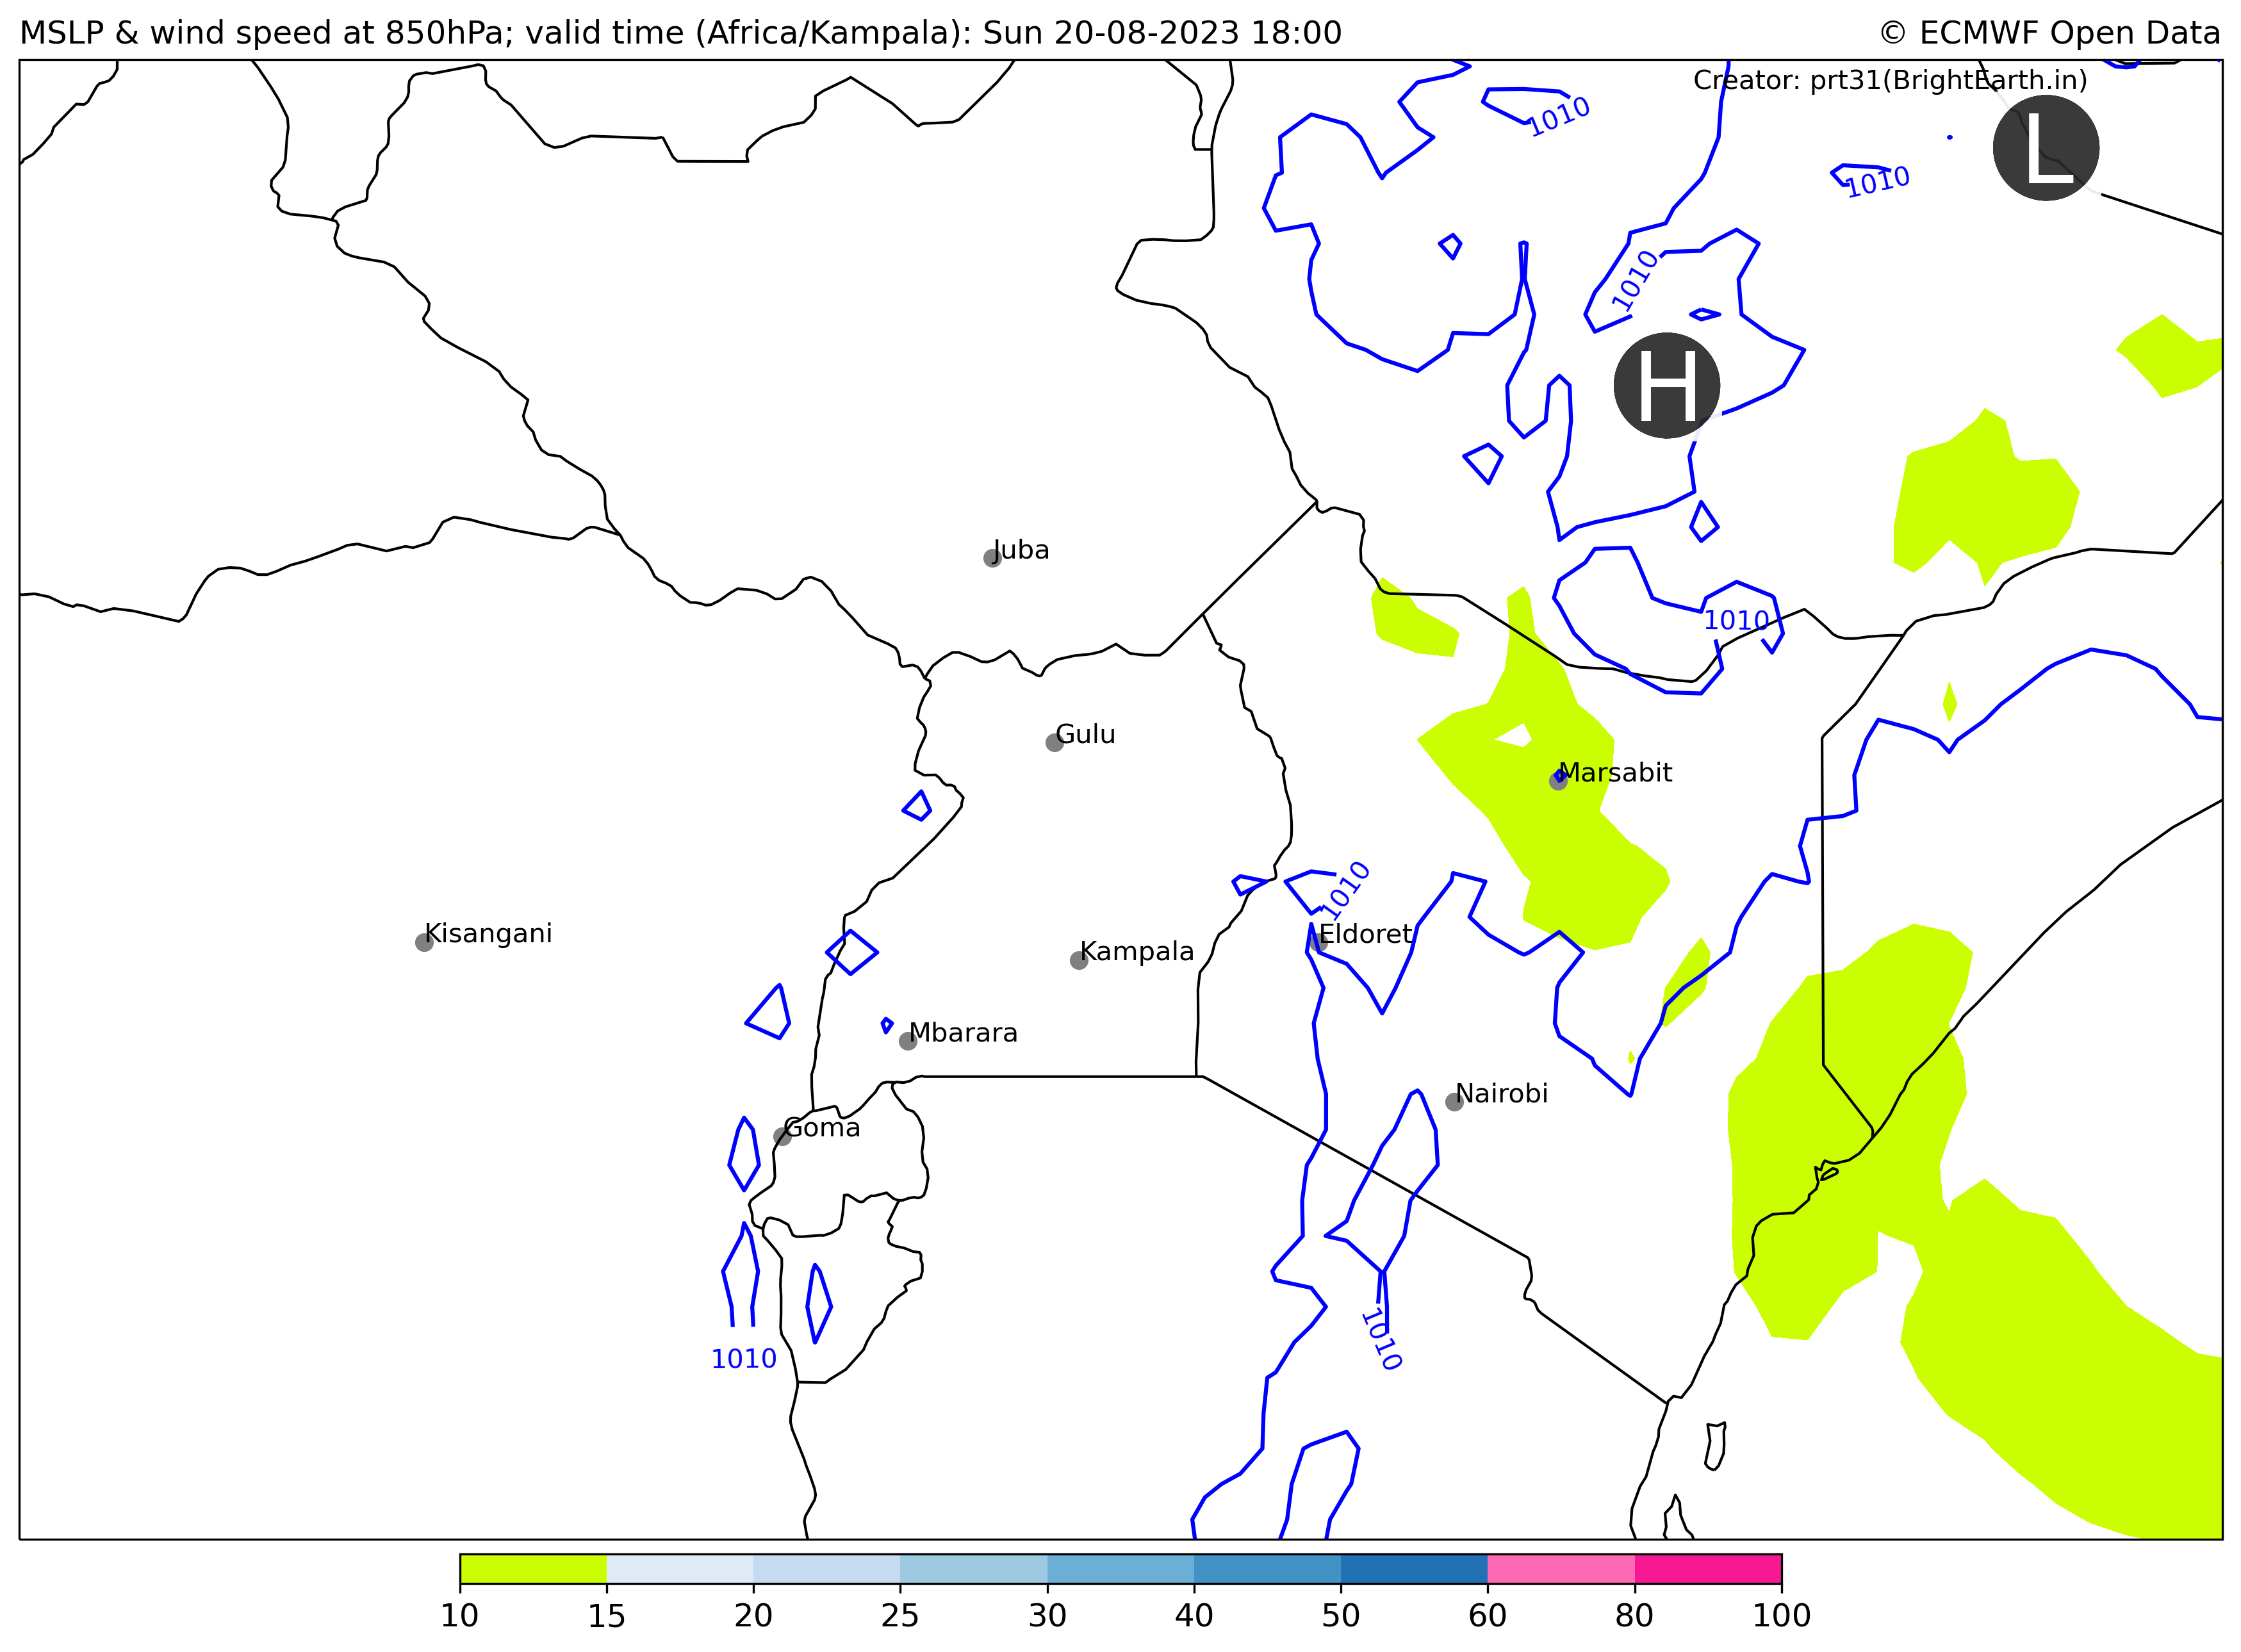 MSLP & wind speed at 850hPa; valid time (Africa/Kampala): Sun 20-08-2023 18:00
© ECMWF Open Data
Creator: prt31(BrightEarth.in)
1010
L
1010
1010
H
Juba
1010
Gulu
Marsabit
1010
Kisangani
Eldoret
Kampala
Mbarara
Nairobi
Goma
1010
1010
10 15 20 25 30 40 50 60 80 100